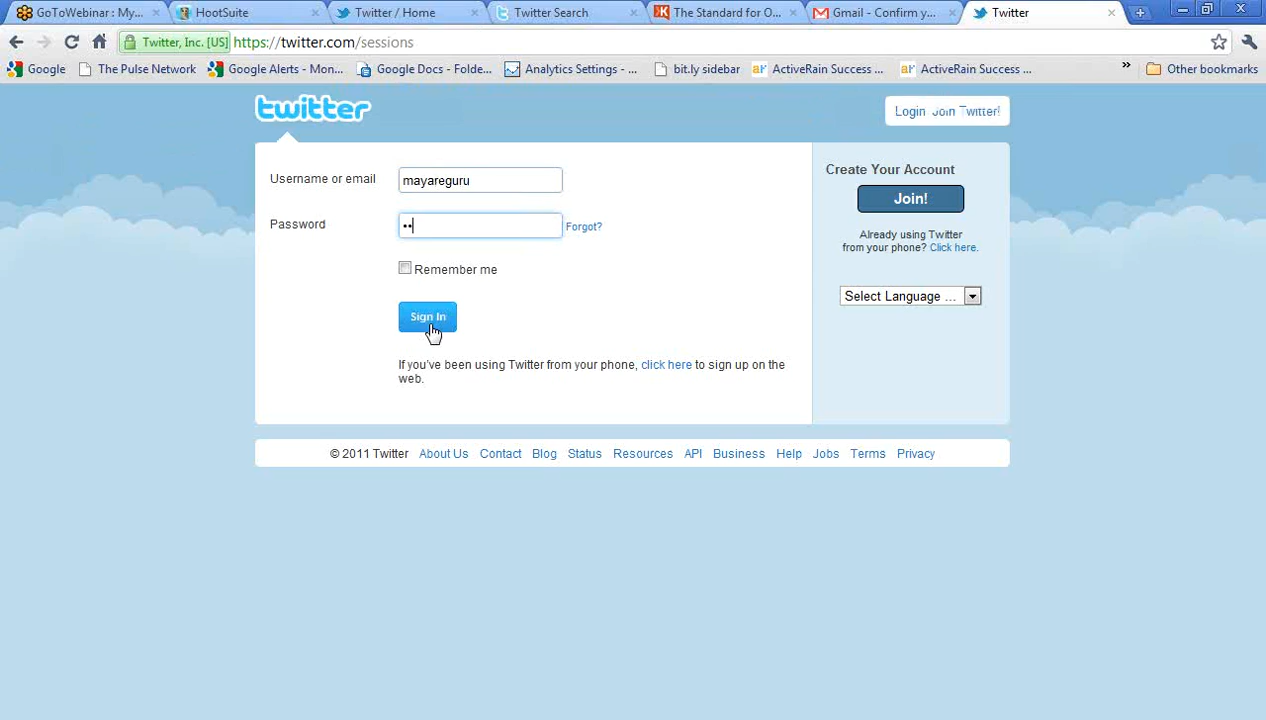 GoToWebinar : My...
HootSuite
Twitter / Home
Twitter Search
The Standard for O...
Gmail - Confirm y...
Twitter
Twitter, Inc. [US]
https://twitter.com/sessions
Google
The Pulse Network
Google Alerts - Mon...
Google Docs - Folde...
Analytics Settings - ...
bit.ly sidebar
ActiveRain Success ...
ActiveRain Success ...
»
Other bookmarks
twitter
Login Join Twitter!
Username or email
mayareguru
Password
••
Forgot?
Remember me
Sign In
If you've been using Twitter from your phone, click here to sign up on the
web.
Create Your Account
Join!
Already using Twitter
from your phone? Click here.
Select Language ...
© 2011 Twitter About Us Contact Blog Status Resources API Business Help Jobs Terms Privacy